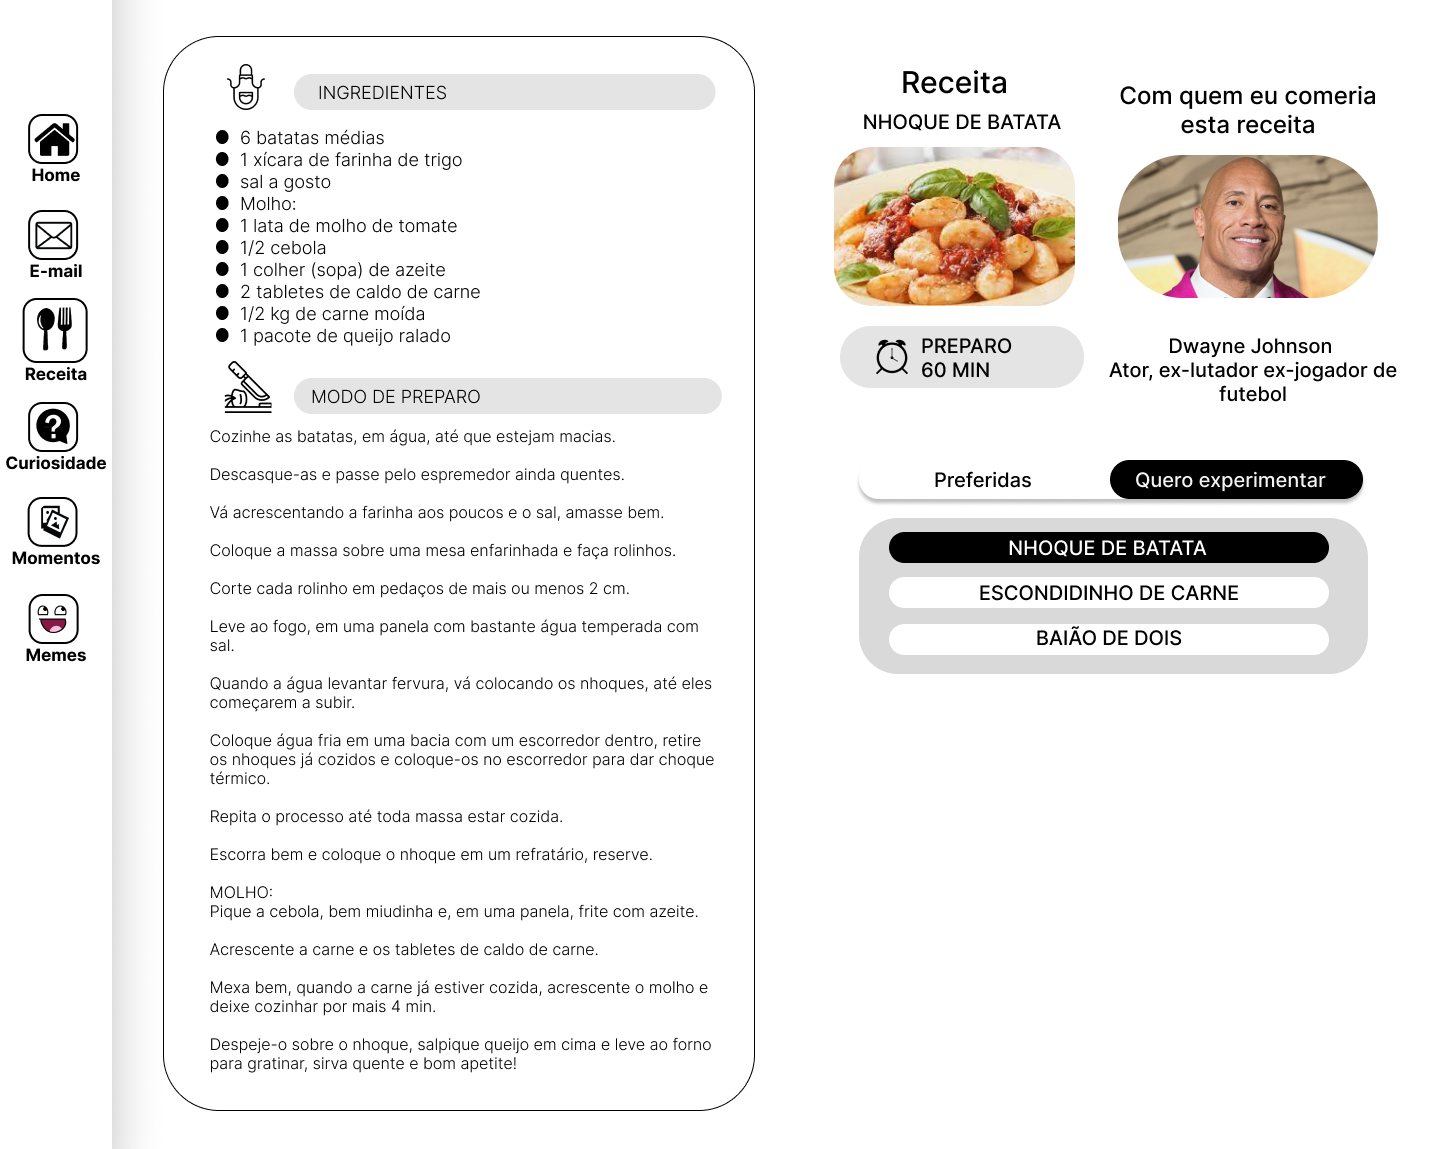 Home
E-mail
Receita
Curiosidade
Momentos
Memes
INGREDIENTES
6 batatas médias
1 xícara de farinha de trigo
sal a gosto
Molho:
1 lata de molho de tomate
1/2 cebola
1 colher (sopa) de azeite
2 tabletes de caldo de carne
1/2 kg de carne moída
1 pacote de queijo ralado
MODO DE PREPARO
Cozinhe as batatas, em água, até que estejam macias.
Descasque-as e passe pelo espremedor ainda quentes.
Vá acrescentando a farinha aos poucos e o sal, amasse bem.
Coloque a massa sobre uma mesa enfarinhada e faça rolinhos.
Corte cada rolinho em pedaços de mais ou menos 2 cm.
Leve ao fogo, em uma panela com bastante água temperada com
sal.
Quando a água levantar fervura, vá colocando os nhoques, até eles
começarem a subir.
Coloque água fria em uma bacia com um escorredor dentro, retire
os nhoques já cozidos e coloque-os no escorredor para dar choque
térmico.
Repita o processo até toda massa estar cozida.
Escorra bem e coloque o nhoque em um refratário, reserve.
MOLHO:
Pique a cebola, bem miudinha e, em uma panela, frite com azeite.
Acrescente a carne e os tabletes de caldo de carne.
Mexa bem, quando a carne já estiver cozida, acrescente o molho e
deixe cozinhar por mais 4 min.
Despeje-o sobre o nhoque, salpique queijo em cima e leve ao forno
para gratinar, sirva quente e bom apetite!
Receita
NHOQUE DE BATATA
PREPARO
60 MIN
Com quem eu comeria
esta receita
Dwayne Johnson
Ator, ex-lutador ex-jogador de
futebol
Preferidas
Quero experimentar
NHOQUE DE BATATA
ESCONDIDINHO DE CARNE
BAIÃO DE DOIS